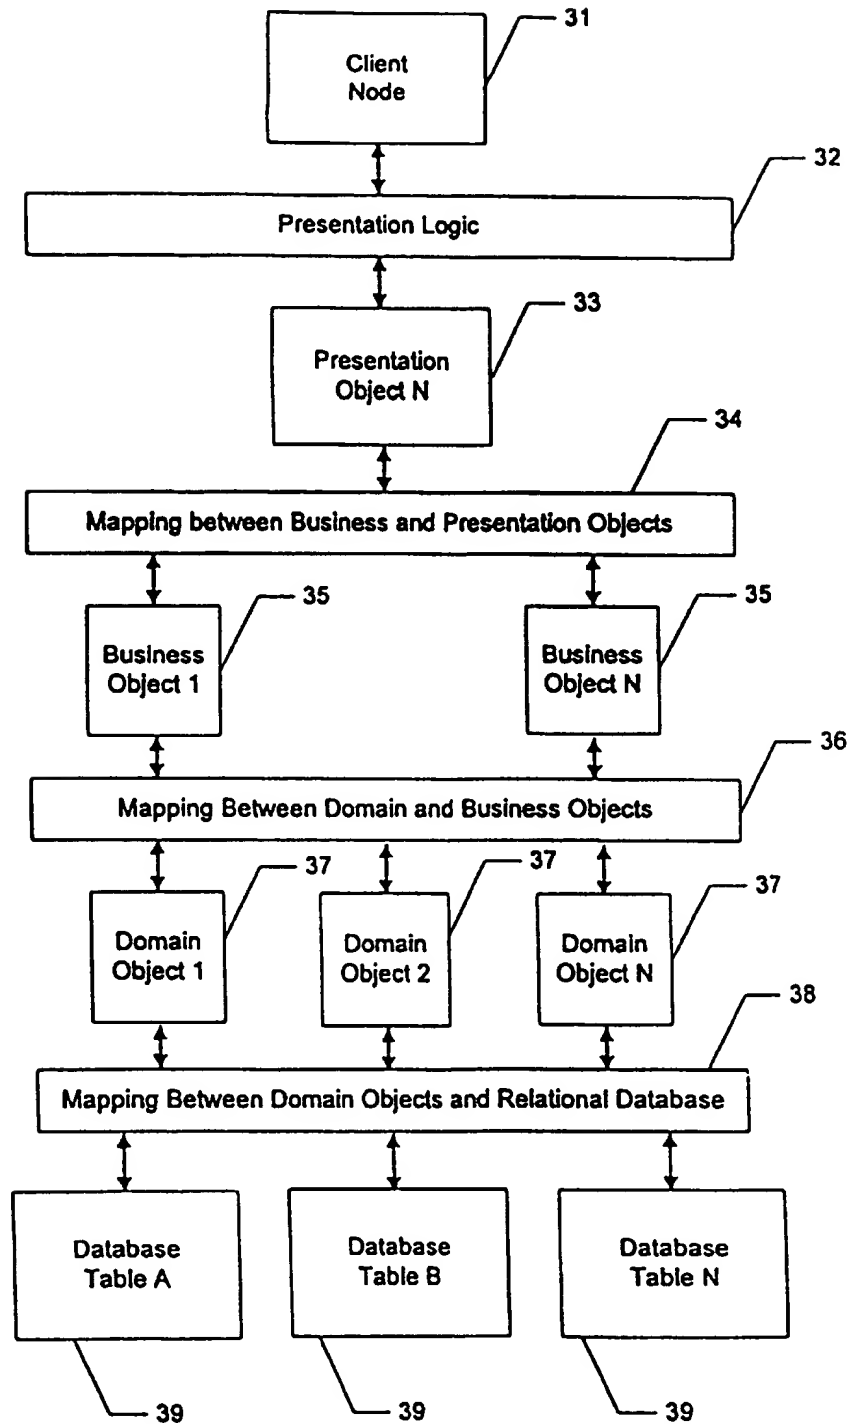 31
Client
Node
32
Presentation Logic
33
Presentation
Object N
34
Mapping between Business and Presentation Objects
35
35
Business
Object 1
Business
Object N
36
Mapping Between Domain and Business Objects
37
37
37
Domain
Object 1
Domain
Object 2
Domain
Object N
38
Mapping Between Domain Objects and Relational Database
Database
Table A
Database
Table B
Database
Table N
39
39
39